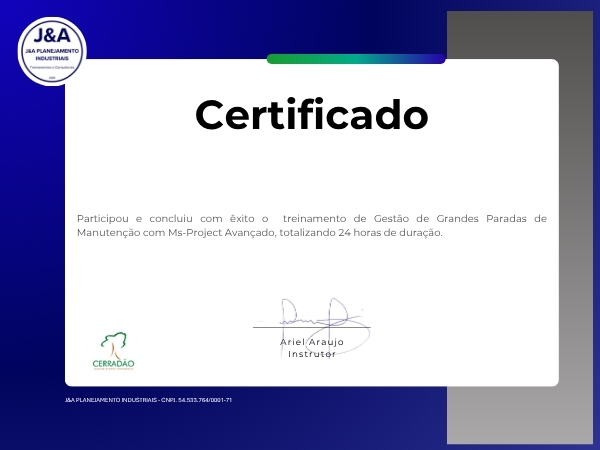 J&A
J&A PLANEJAMENTO
INDUSTRIAIS
Treinamentos e Consultoria
Certificado
Participou e concluiu com êxito o treinamento de Gestão de Grandes Paradas de
Manutenção com Ms-Project Avançado, totalizando 24 horas de duração.
Ariel Araujo
Instrutor
CERRADÃO
J&A PLANEJAMENTO INDUSTRIAIS - CNPJ. 54.533.764/0001-71